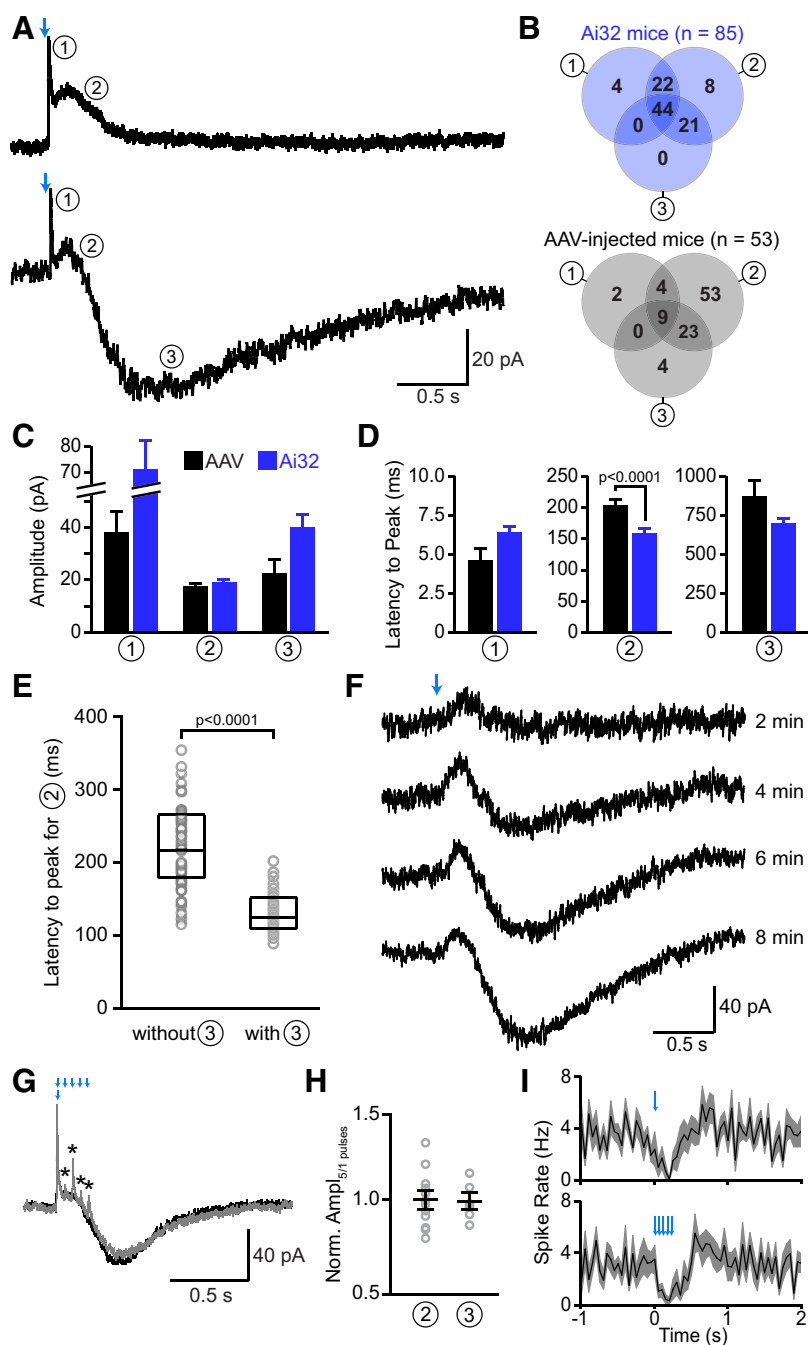 A
①
②
①
②
③
20 pA
0.5 s
B
Ai32 mice (n = 85)
①
②
4
22
8
44
0
21
0
③
AAV-injected mice (n = 53)
①
②
2
4
53
9
0
23
4
③
C
Amplitude (pA)
80
70
40
20
0
AAV
Ai32
①
②
③
D
Latency to Peak (ms)
10.0
7.5
5.0
2.5
0
①
250
200
150
100
50
0
p<0.0001
②
1000
750
500
250
0
③
E
Latency to peak for ② (ms)
400
300
200
100
0
p<0.0001
without ③
with ③
F
2 min
4 min
6 min
8 min
40 pA
0.5 s
G
* * * * *
40 pA
0.5 s
H
Norm. Ampl5/1 pulses
1.5
1.0
0.5
②
③
I
Spike Rate (Hz)
8
4
0
8
4
0
-1
0
1
2
Time (s)